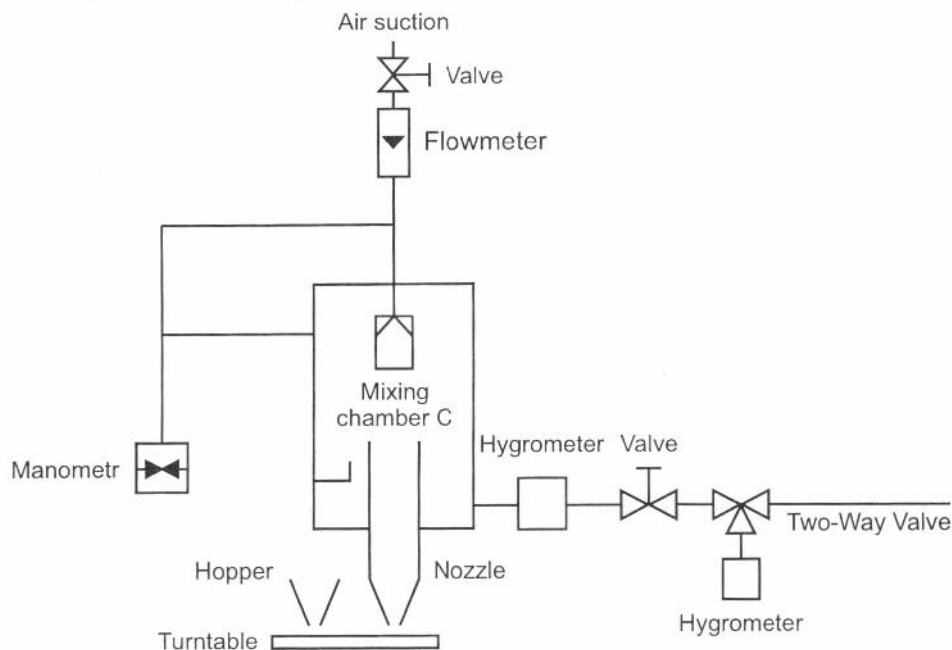 Air suction
Valve
Flowmeter
Mixing
chamber C
Hygrometer
Valve
Manometr
Two-Way Valve
Hopper
Nozzle
Hygrometer
Turntable